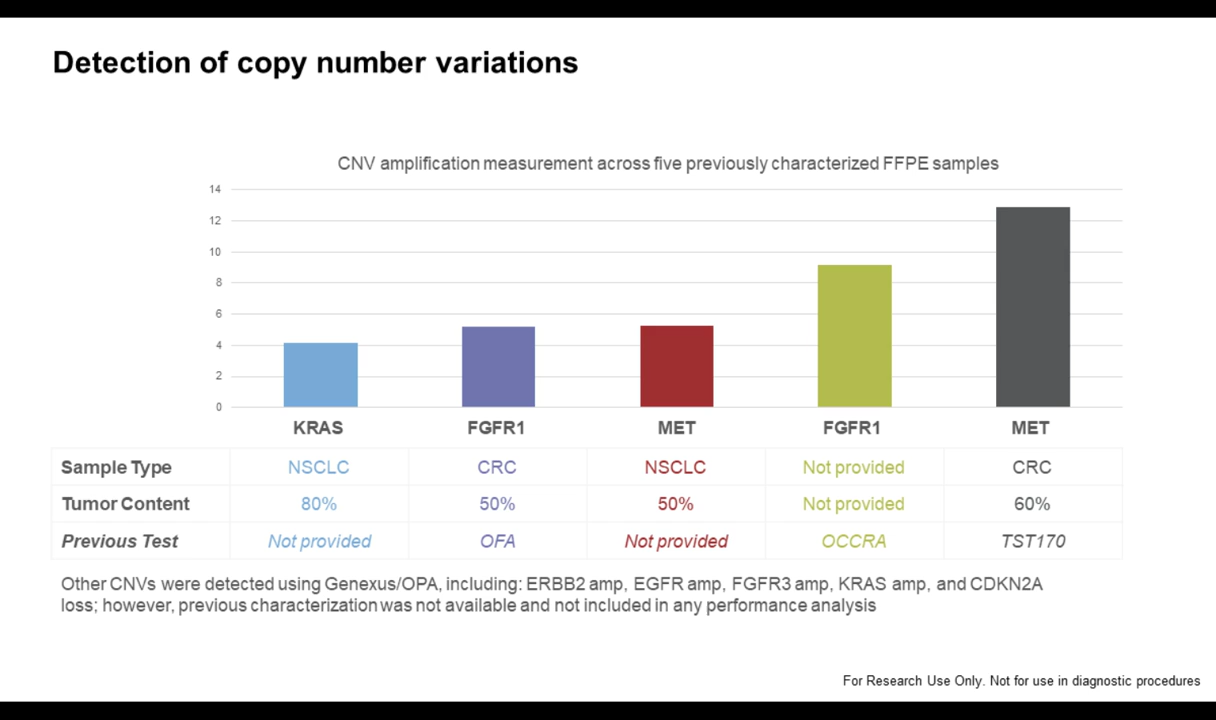 Detection of copy number variations
CNV amplification measurement across five previously characterized FFPE samples
14
12
10
8
6
4
2
0
KRAS FGFR1 MET FGFR1 MET
Sample Type NSCLC CRC NSCLC Not provided CRC
Tumor Content 80% 50% 50% Not provided 60%
Previous Test Not provided OFA Not provided OCCRA TST170
Other CNVs were detected using Genexus/OPA, including: ERBB2 amp, EGFR amp, FGFR3 amp, KRAS amp, and CDKN2A
loss; however, previous characterization was not available and not included in any performance analysis
For Research Use Only. Not for use in diagnostic procedures